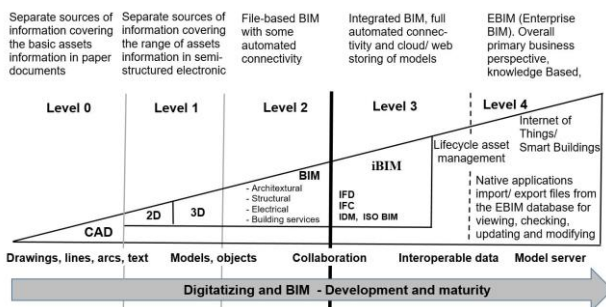 Separate sources of
information covering
the basic assets
information in paper
documents
Separate sources of
information covering
the range of assets
information in semi-
structured electronic
File-based BIM
with some
automated
connectivity
Integrated BIM, full
automated connec-
tivity and cloud/ web
storing of models
EBIM (Enterprise
BIM). Overall
primary business
perspective,
knowledge Based,
Level 0
Level 1
Level 2
Level 3
Level 4
Internet of
Things/
Smart Buildings
Lifecycle asset
management
iBIM
BIM
- Architextural
- Structural
- Electrical
- Building services
IFD
IFC
IDM, ISO BIM
Native applications
import/ export files from
the EBIM database for
viewing, checking,
updating and modifying
2D
3D
CAD
Drawings, lines, arcs, text
Models, objects
Collaboration
Interoperable data
Model server
Digitatizing and BIM - Development and maturity